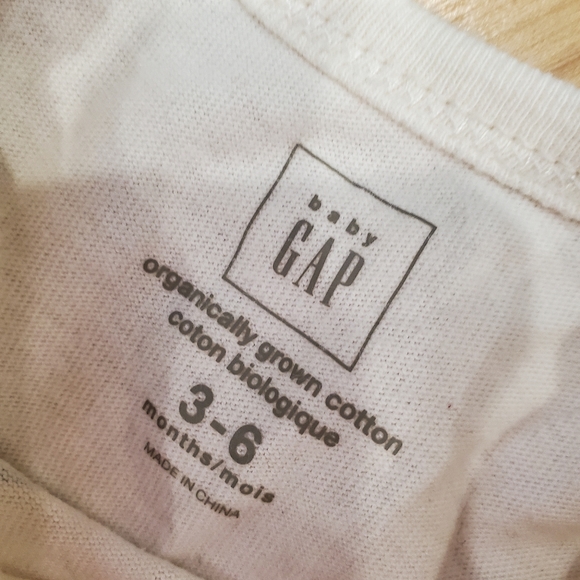 baby
GAP
organically grown cotton
coton biologique
3-6
months/mois
MADE IN CHINA